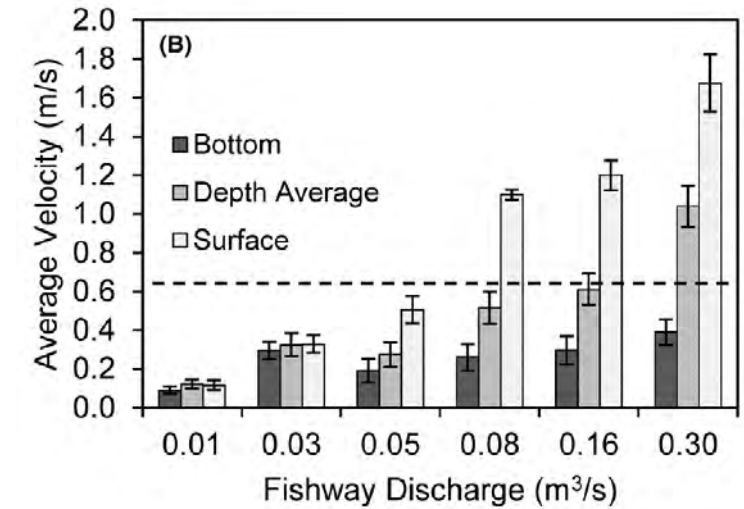 (B)
Average Velocity (m/s)
2.0
1.8
1.6
1.4
1.2
1.0
0.8
0.6
0.4
0.2
0.0
Bottom
Depth Average
Surface
0.01 0.03 0.05 0.08 0.16 0.30
Fishway Discharge (m³/s)